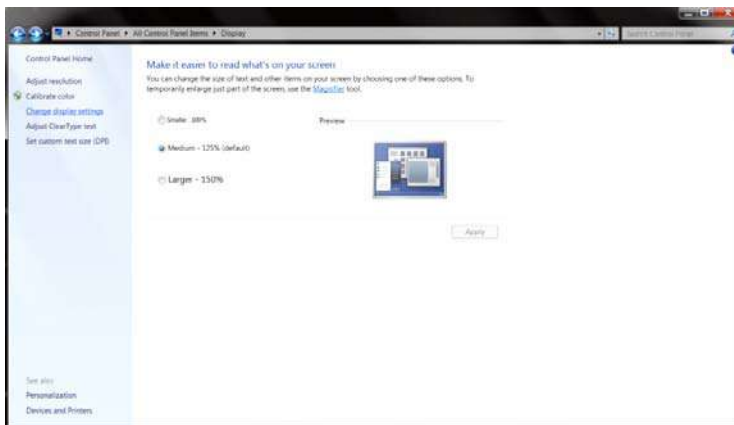 Control Panel ▸ All Control Panel Items ▸ Display
Search Control Panel
Control Panel Home
Adjust resolution
Calibrate color
Change display settings
Adjust ClearType text
Set custom text size (DPI)
See also
Personalization
Devices and Printers
Make it easier to read what's on your screen
You can change the size of text and other items on your screen by choosing one of these options. To
temporarily enlarge just part of the screen, use the Magnifier tool.
Smaller 100%
Preview
Medium - 125% (default)
Larger - 150%
Apply